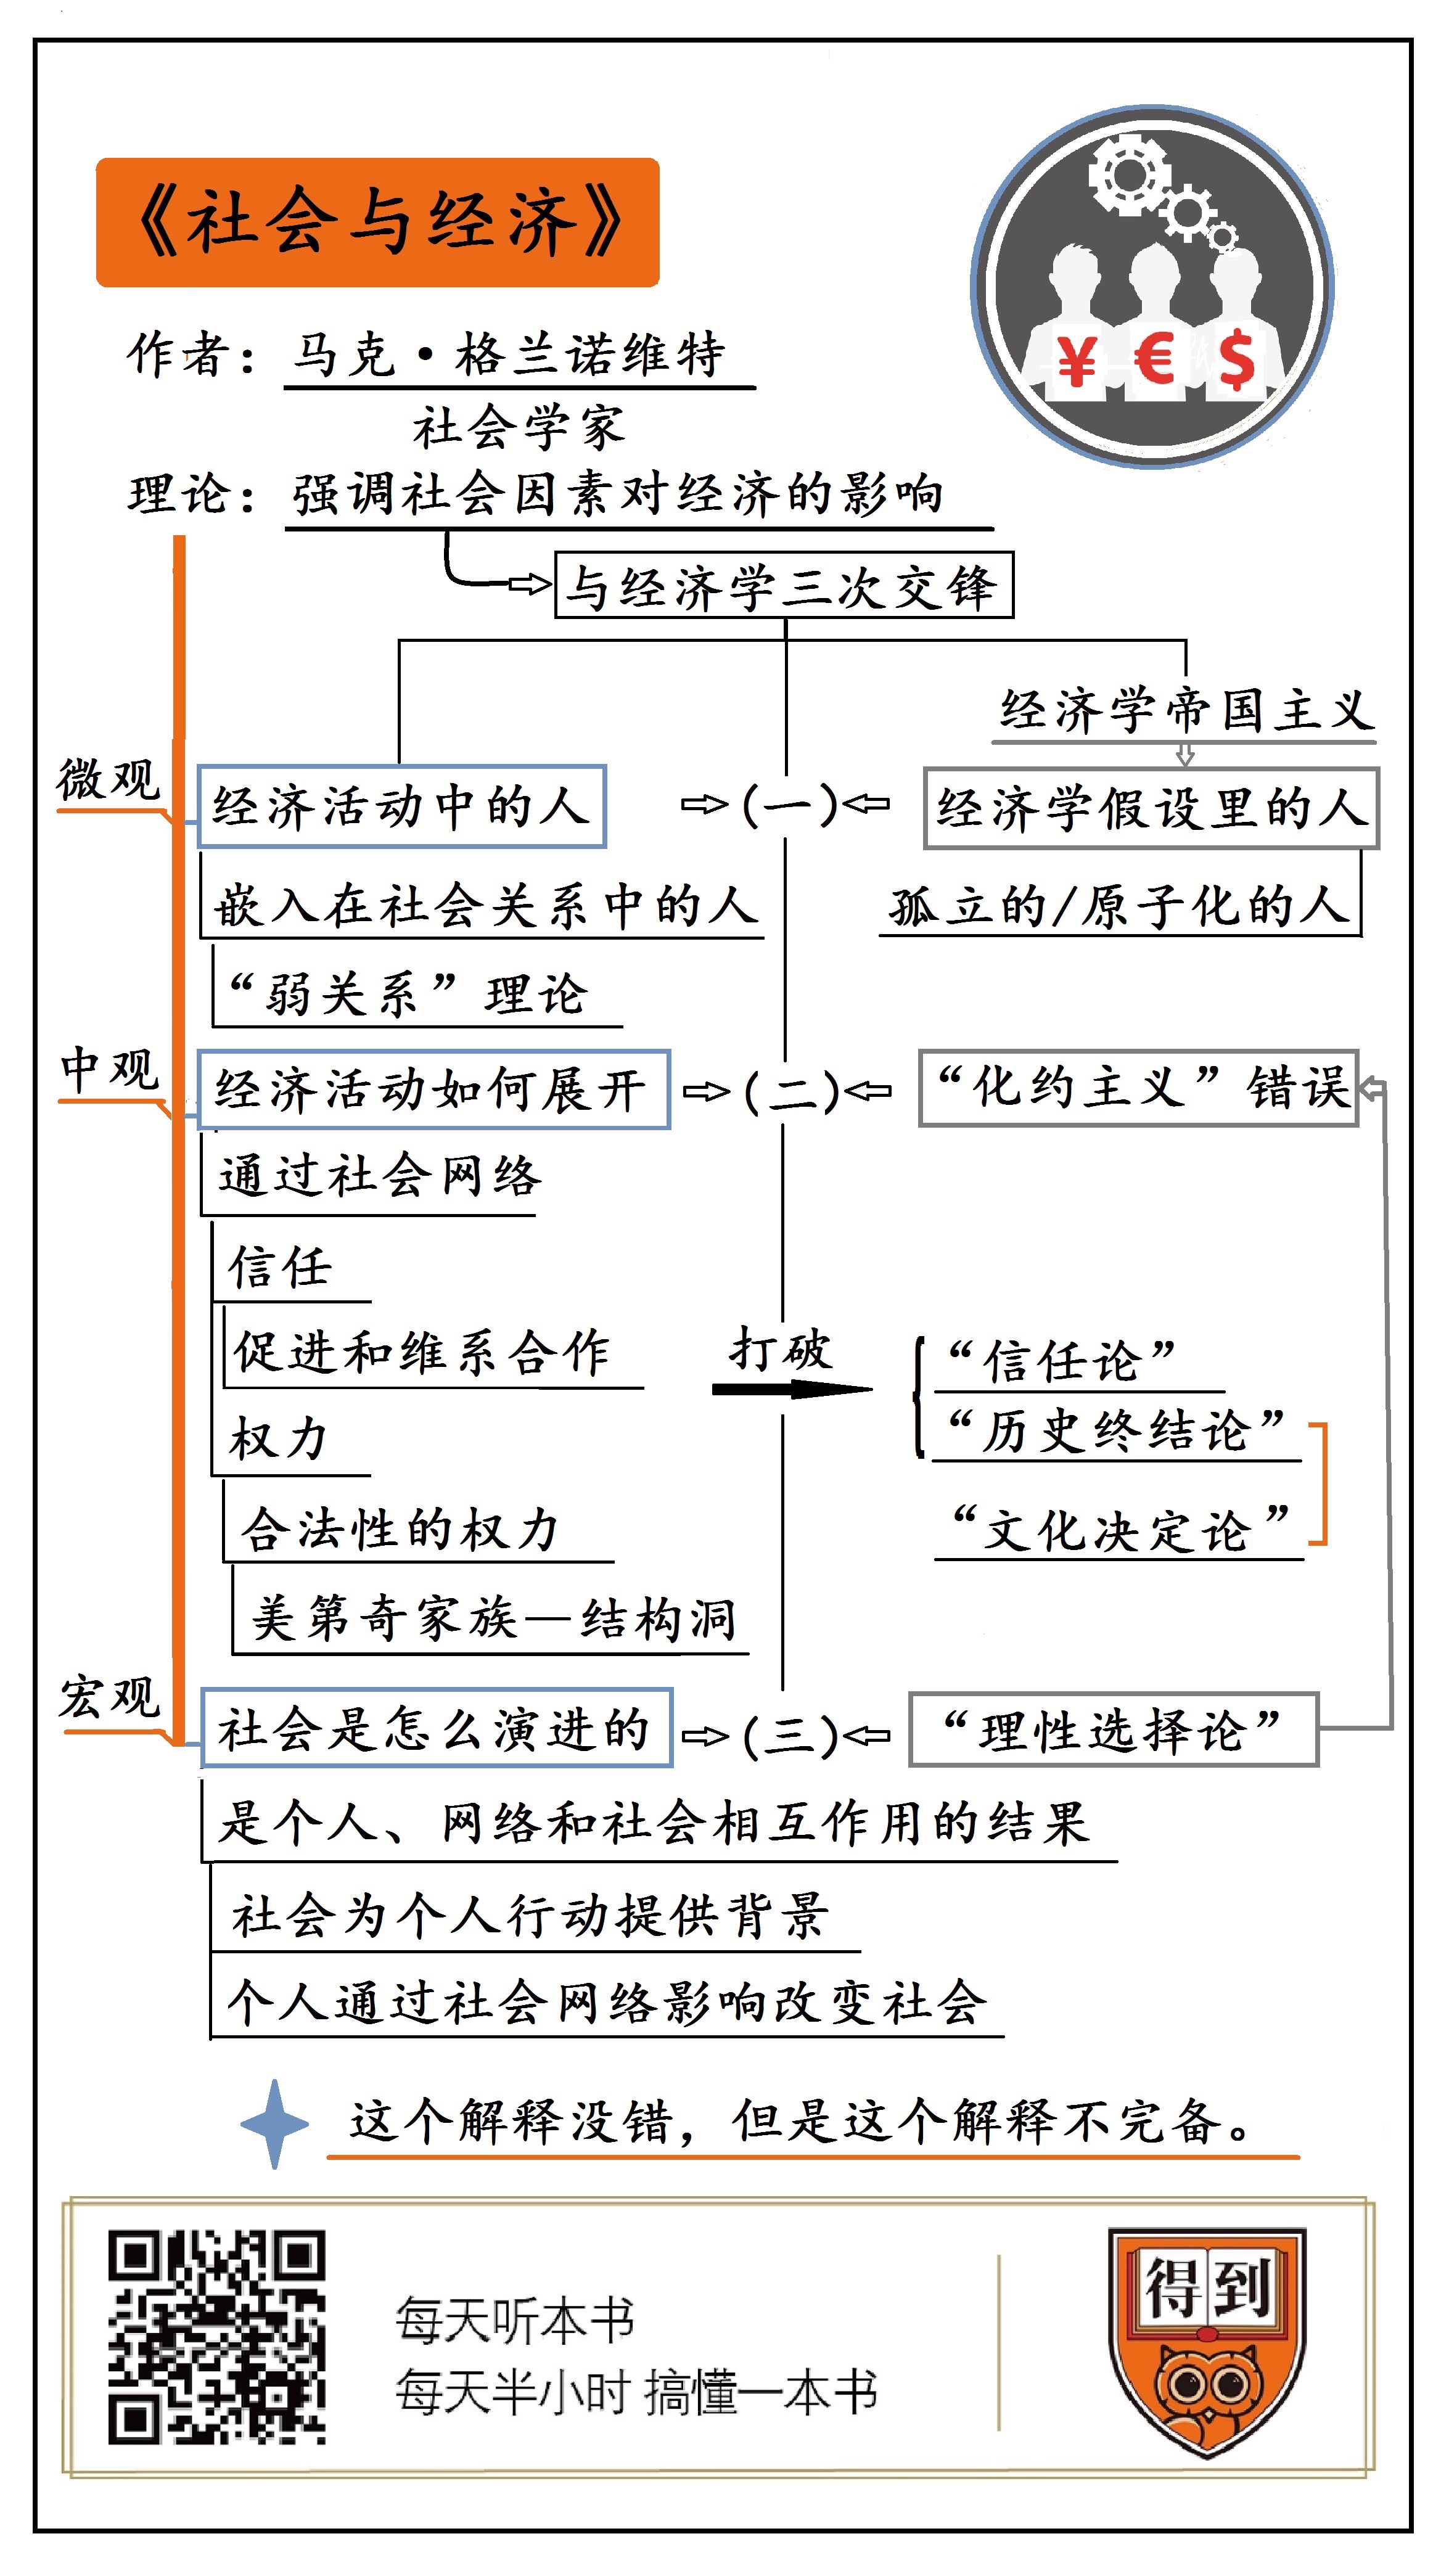 《社会与经济》
作者：马克·格兰诺维特
社会学家
理论：强调社会因素对经济的影响
与经济学三次交锋
经济学帝国主义
微观
经济活动中的人
（一）
经济学假设里的人
嵌入在社会关系中的人
孤立的/原子化的人
“弱关系”理论
中观
经济活动如何展开
（二）
“化约主义”错误
通过社会网络
信任
促进和维系合作
打破
“信任论”
“历史终结论”
权力
“文化决定论”
合法性的权力
美第奇家族—结构洞
宏观
社会是怎么演进的
（三）
“理性选择论”
是个人、网络和社会相互作用的结果
社会为个人行动提供背景
个人通过社会网络影响改变社会
这个解释没错，但是这个解释不完备。
每天听本书
每天半小时 搞懂一本书
得到
¥ € $